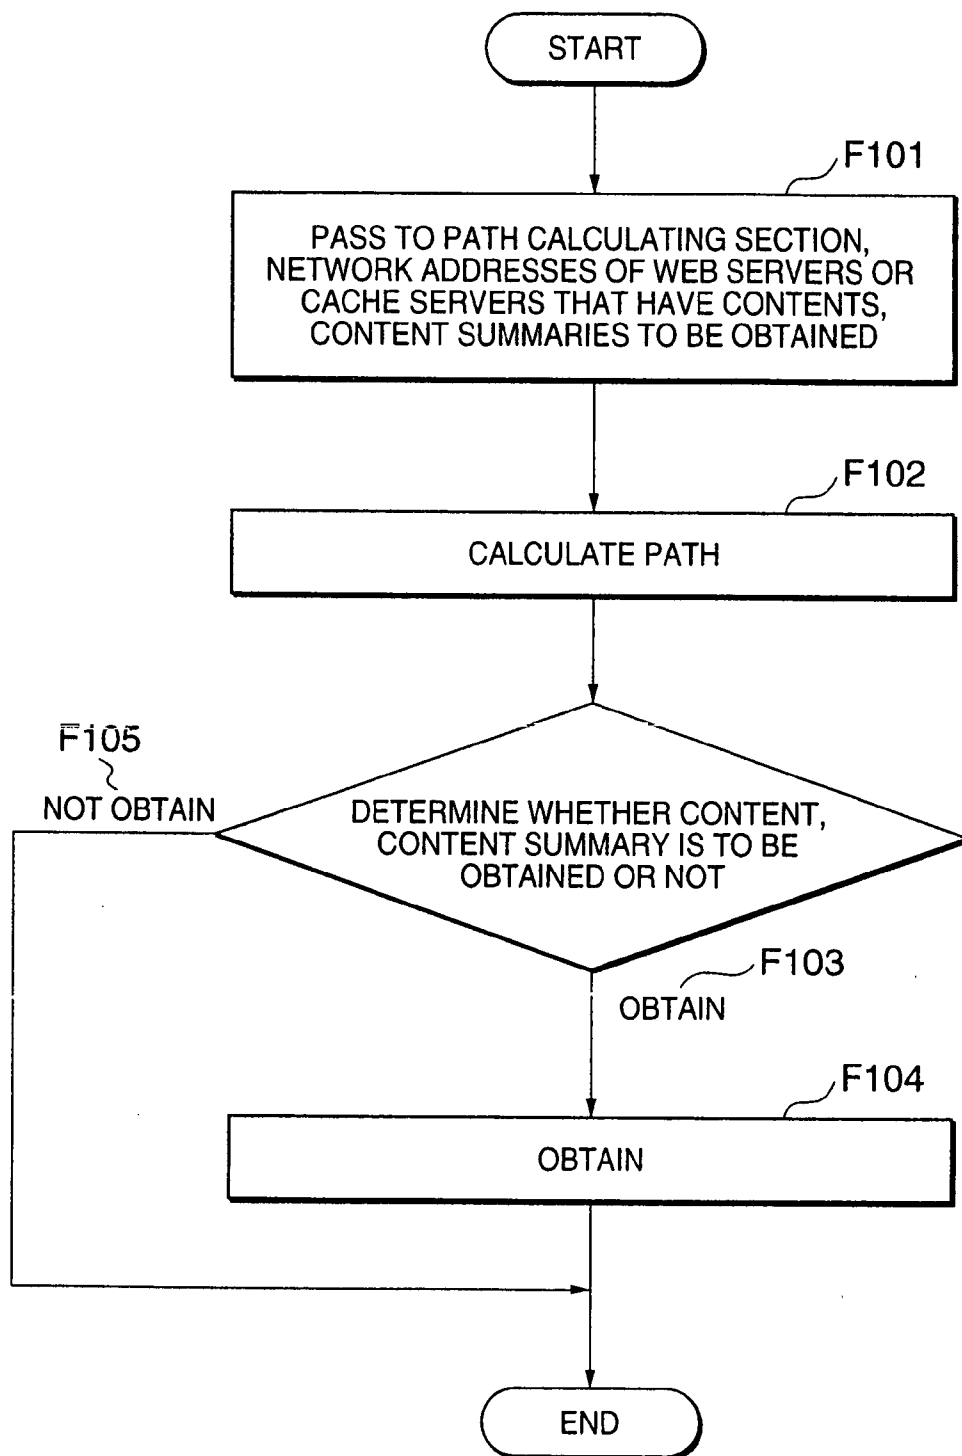 START
F101
PASS TO PATH CALCULATING SECTION,
NETWORK ADDRESSES OF WEB SERVERS OR
CACHE SERVERS THAT HAVE CONTENTS,
CONTENT SUMMARIES TO BE OBTAINED
F102
CALCULATE PATH
F105
NOT OBTAIN
DETERMINE WHETHER CONTENT,
CONTENT SUMMARY IS TO BE
OBTAINED OR NOT
F103
OBTAIN
F104
OBTAIN
END